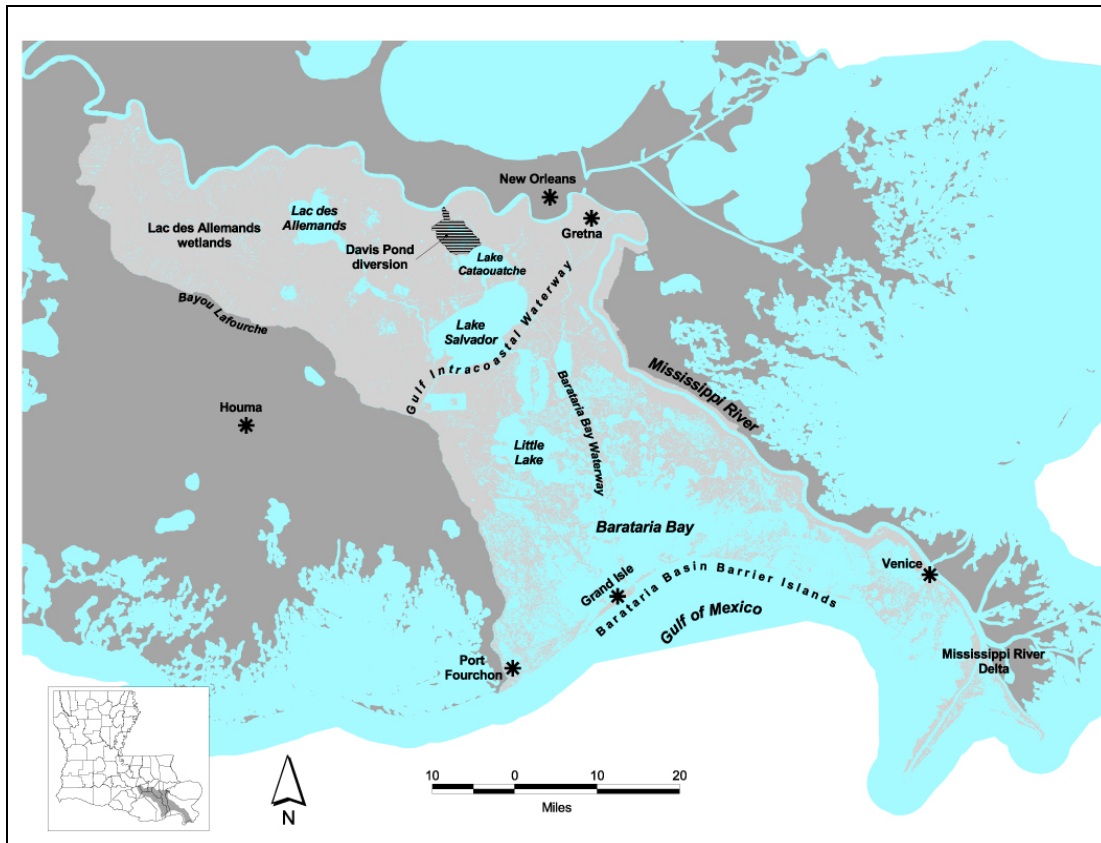 New Orleans
Gretna
Lac des
Allemands
Lac des Allemands
wetlands
Davis Pond
diversion
Lake
Cataouatche
Bayou Lafourche
Lake
Salvador
Gulf Intracoastal Waterway
Mississippi River
Houma
Barataria Bay Waterway
Little
Lake
Barataria Bay
Venice
Grand Isle
Barataria Basin Barrier Islands
Gulf of Mexico
Port
Fourchon
Mississippi River
Delta
N
10 0 10 20
Miles